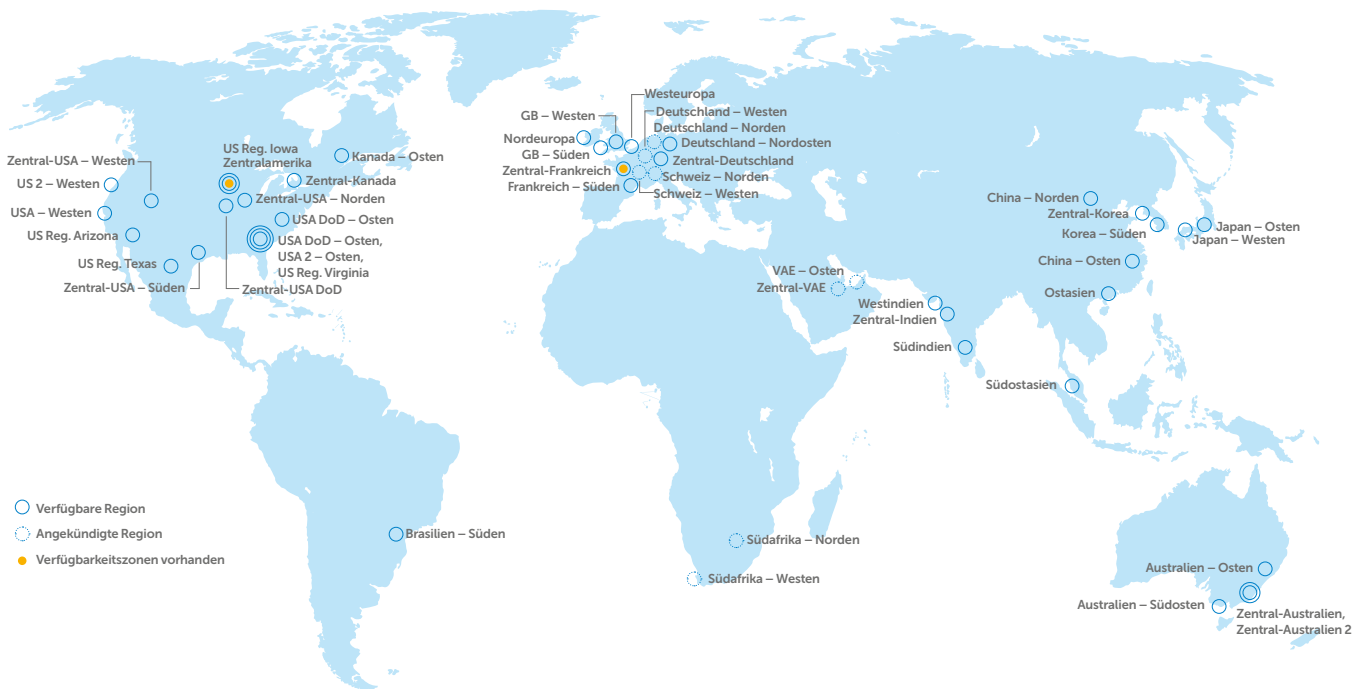 Zentral-USA – Westen
US 2 – Westen
USA – Westen
US Reg. Arizona
US Reg. Texas
Zentral-USA – Süden
US Reg. Iowa
Zentralamerika
Kanada – Osten
Zentral-Kanada
Zentral-USA – Norden
USA DoD – Osten
USA DoD – Osten,
USA 2 – Osten,
US Reg. Virginia
Zentral-USA DoD
Brasilien – Süden
Westeuropa
GB – Westen
Deutschland – Westen
Deutschland – Norden
Nordeuropa
Deutschland – Nordosten
GB – Süden
Zentral-Deutschland
Zentral-Frankreich
Schweiz – Norden
Frankreich – Süden
Schweiz – Westen
VAE – Osten
Zentral-VAE
Südafrika – Norden
Südafrika – Westen
China – Norden
Zentral-Korea
Korea – Süden
Japan – Osten
Japan – Westen
China – Osten
Ostasien
Westindien
Zentral-Indien
Südindien
Südostasien
Australien – Osten
Australien – Südosten
Zentral-Australien,
Zentral-Australien 2
Verfügbare Region
Angekündigte Region
Verfügbarkeitszonen vorhanden